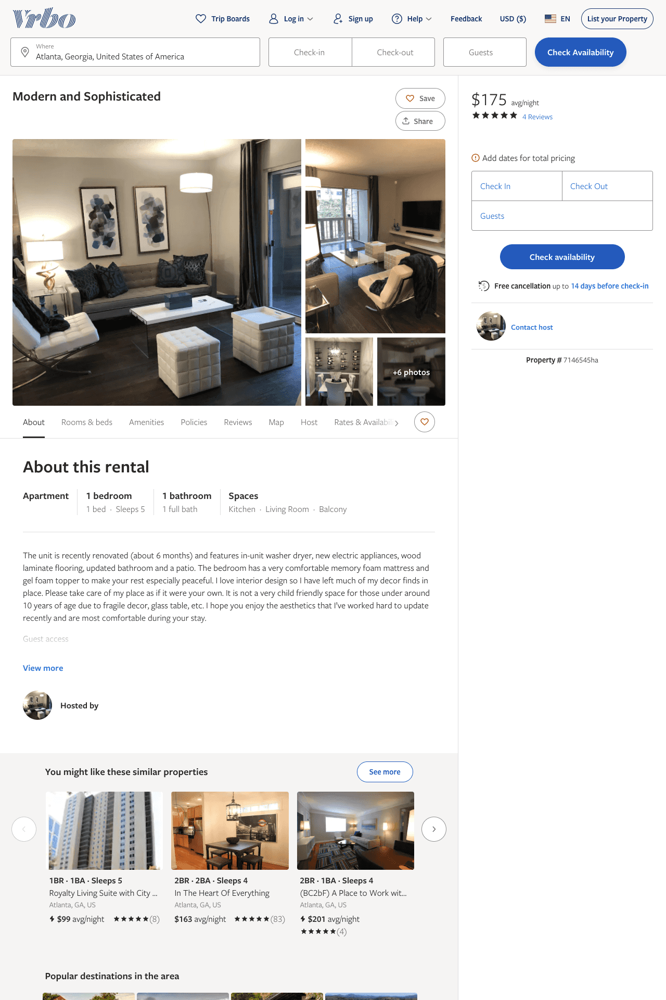 Vrbo
Trip Boards
Log in
Sign up
Help
Feedback
USD ($)
EN
List your Property
Where
Atlanta, Georgia, United States of America
Check-in
Check-out
Guests
Check Availability
Modern and Sophisticated
Save
Share
+6 photos
$175 avg/night
4 Reviews
Add dates for total pricing
Check In
Check Out
Guests
Check availability
Free cancellation up to 14 days before check-in
Contact host
Property # 7146545ha
About
Rooms & beds
Amenities
Policies
Reviews
Map
Host
Rates & Availabili
About this rental
Apartment
1 bedroom
1 bed · Sleeps 5
1 bathroom
1 full bath
Spaces
Kitchen · Living Room · Balcony
The unit is recently renovated (about 6 months) and features in-unit washer dryer, new electric appliances, wood
laminate flooring, updated bathroom and a patio. The bedroom has a very comfortable memory foam mattress and
gel foam topper to make your rest especially peaceful. I love interior design so I have left much of my decor finds in
place. Please take care of my place as if it were your own. It is not a very child friendly space for those under around
10 years of age due to fragile decor, glass table, etc. I hope you enjoy the aesthetics that I've worked hard to update
recently and are most comfortable during your stay.
Guest access
View more
Hosted by
You might like these similar properties
See more
1BR · 1BA · Sleeps 5
Royalty Living Suite with City ...
Atlanta, GA, US
$99 avg/night
(8)
2BR · 2BA · Sleeps 4
In The Heart Of Everything
Atlanta, GA, US
$163 avg/night
(83)
2BR · 1BA · Sleeps 4
(BC2bF) A Place to Work wit...
Atlanta, GA, US
$201 avg/night
(4)
Popular destinations in the area